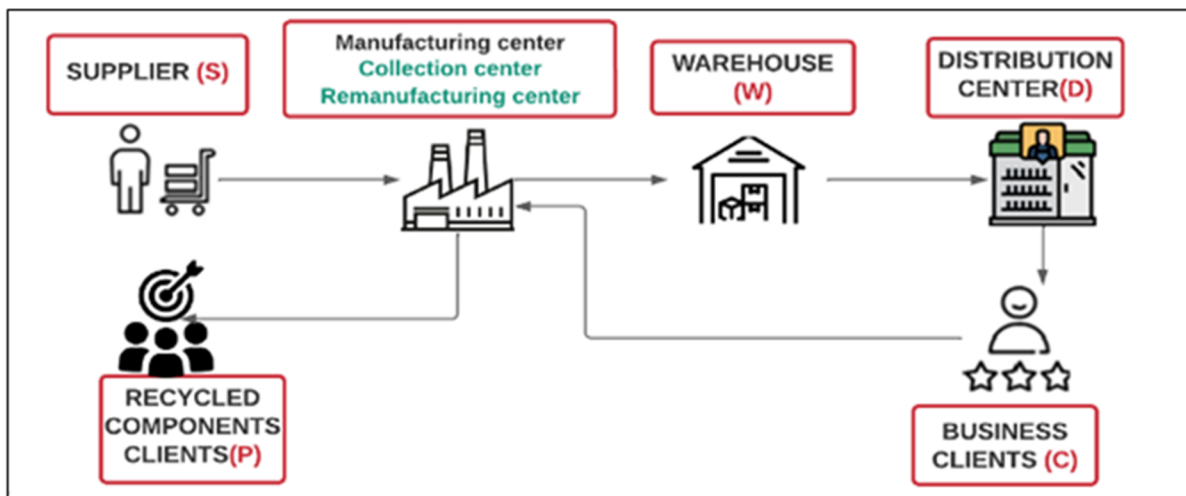 SUPPLIER (S)
Manufacturing center
Collection center
Remanufacturing center
WAREHOUSE
(W)
DISTRIBUTION
CENTER(D)
RECYCLED
COMPONENTS
CLIENTS(P)
BUSINESS
CLIENTS (C)